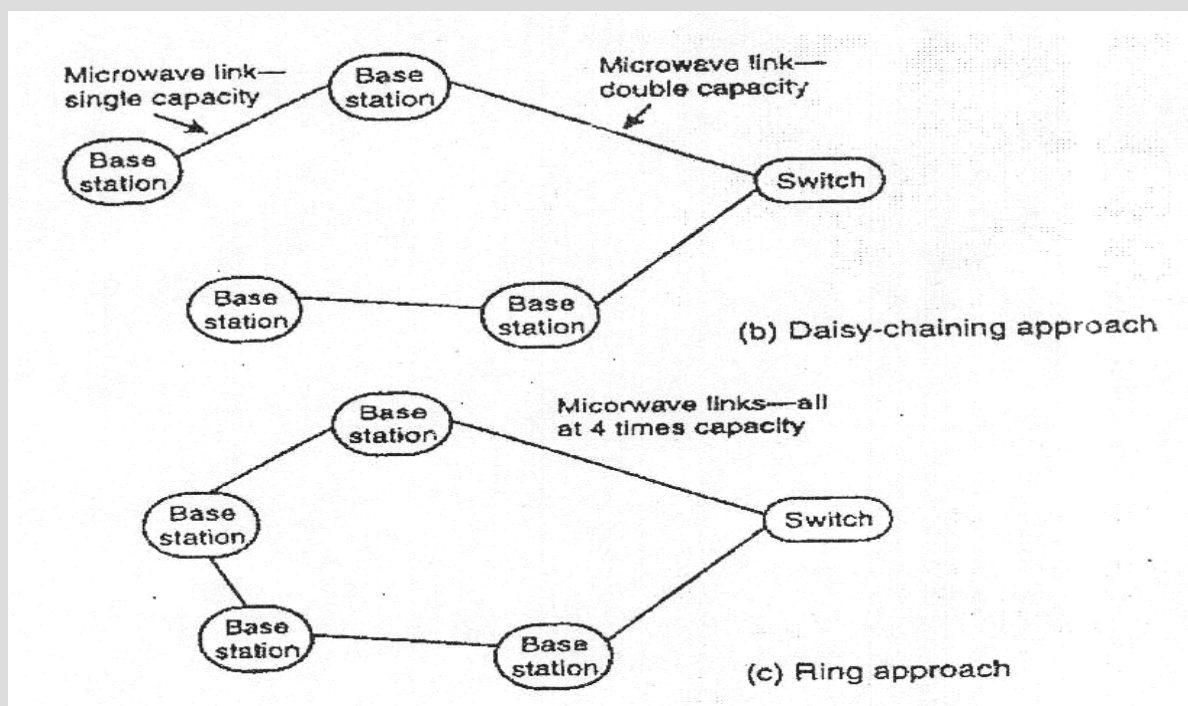 Microwave link—
single capacity
Base
station
Microwave link—
double capacity
Base
station
Switch
Base
station
Base
station
(b) Daisy-chaining approach
Base
station
Micorwave links—all
at 4 times capacity
Base
station
Switch
Base
station
Base
station
(c) Ring approach